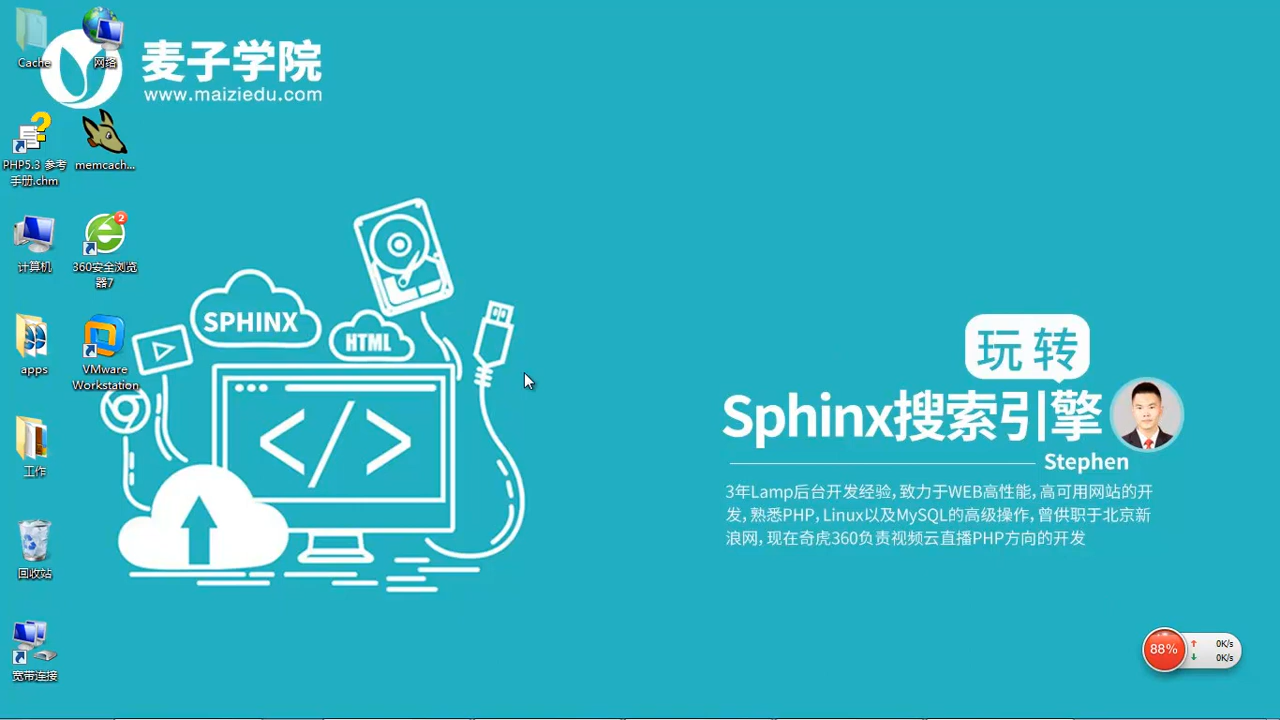 麦子学院
www.maiziedu.com
Cache
网络
PHP5.3 参考
手册.chm
memcach...
计算机
2
360安全浏览
器7
apps
VMware
Workstation
工作
回收站
宽带连接
SPHINX
HTML
</>
玩转
Sphinx搜索引擎
Stephen
3年Lamp后台开发经验,致力于WEB高性能,高可用网站的开
发,熟悉PHP,Linux以及MySQL的高级操作,曾供职于北京新
浪网,现在奇虎360负责视频云直播PHP方向的开发
88%
0K/s
0K/s